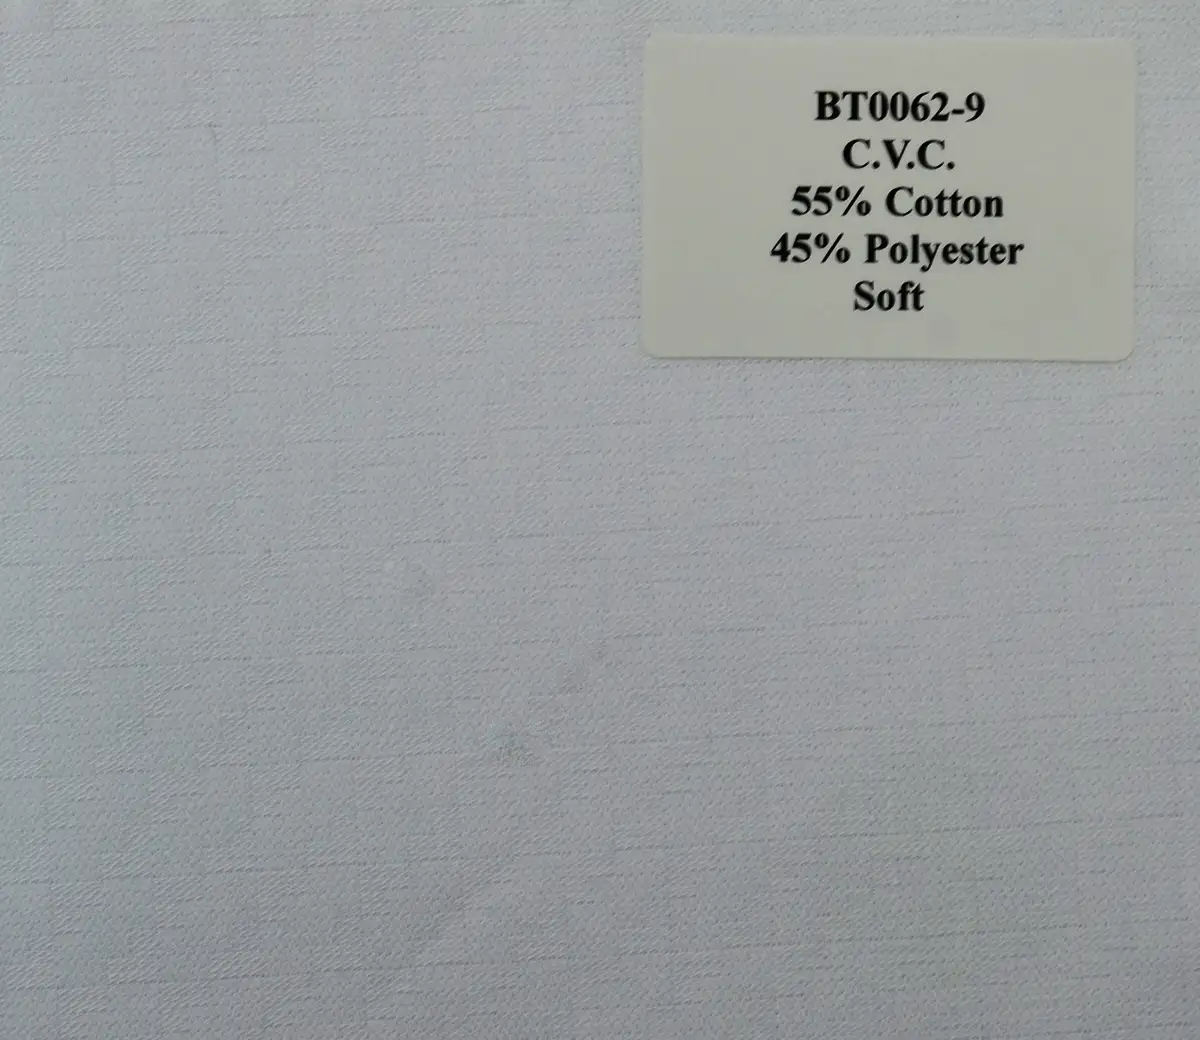 BT0062-9
C.V.C.
55% Cotton
45% Polyester
Soft